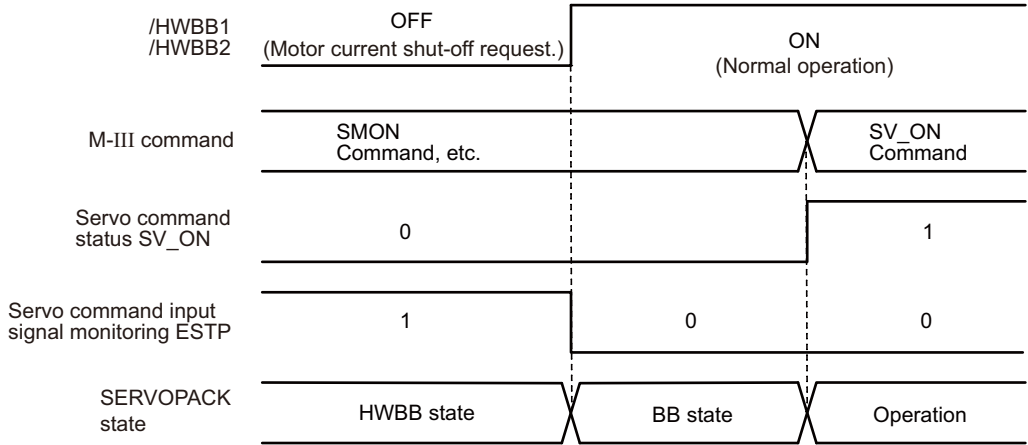 /HWBB1
/HWBB2
OFF
(Motor current shut-off request.)
ON
(Normal operation)
M-III command
SMON
Command, etc.
SV_ON
Command
Servo command
status SV_ON
0
1
Servo command input
signal monitoring ESTP
1
0
0
SERVOPACK
state
HWBB state
BB state
Operation